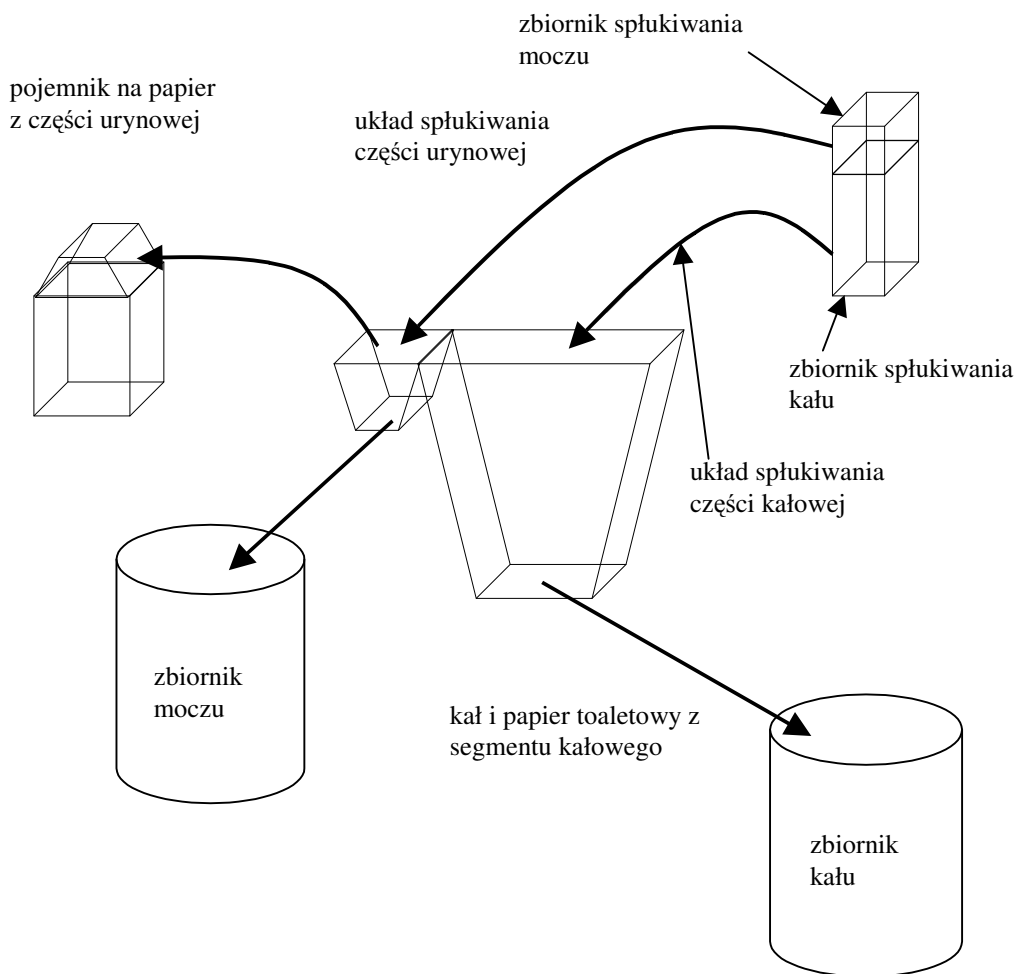 zbiornik spłukiwania
moczu
pojemnik na papier
z części urynowej
układ spłukiwania
części urynowej
zbiornik spłukiwania
kału
układ spłukiwania
części kałowej
zbiornik
moczu
kał i papier toaletowy z
segmentu kałowego
zbiornik
kału